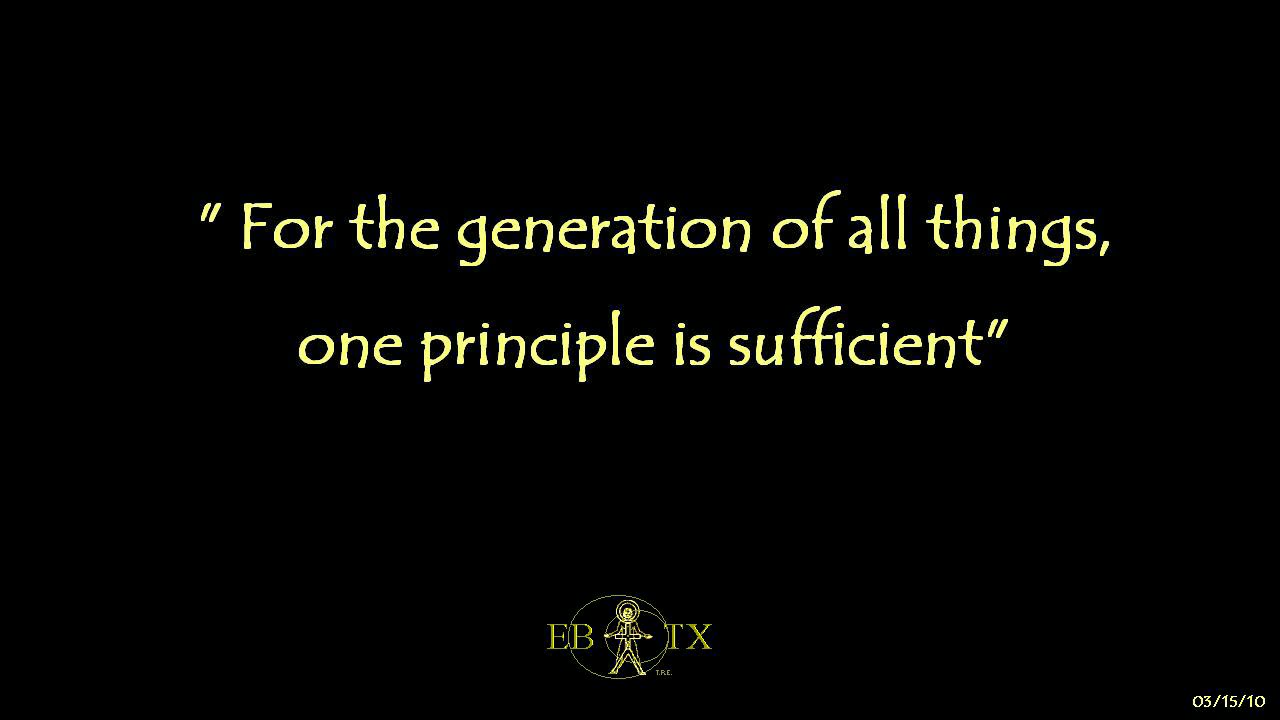 " For the generation of all things,
one principle is sufficient"
EB TX
T.R.E.
03/15/10